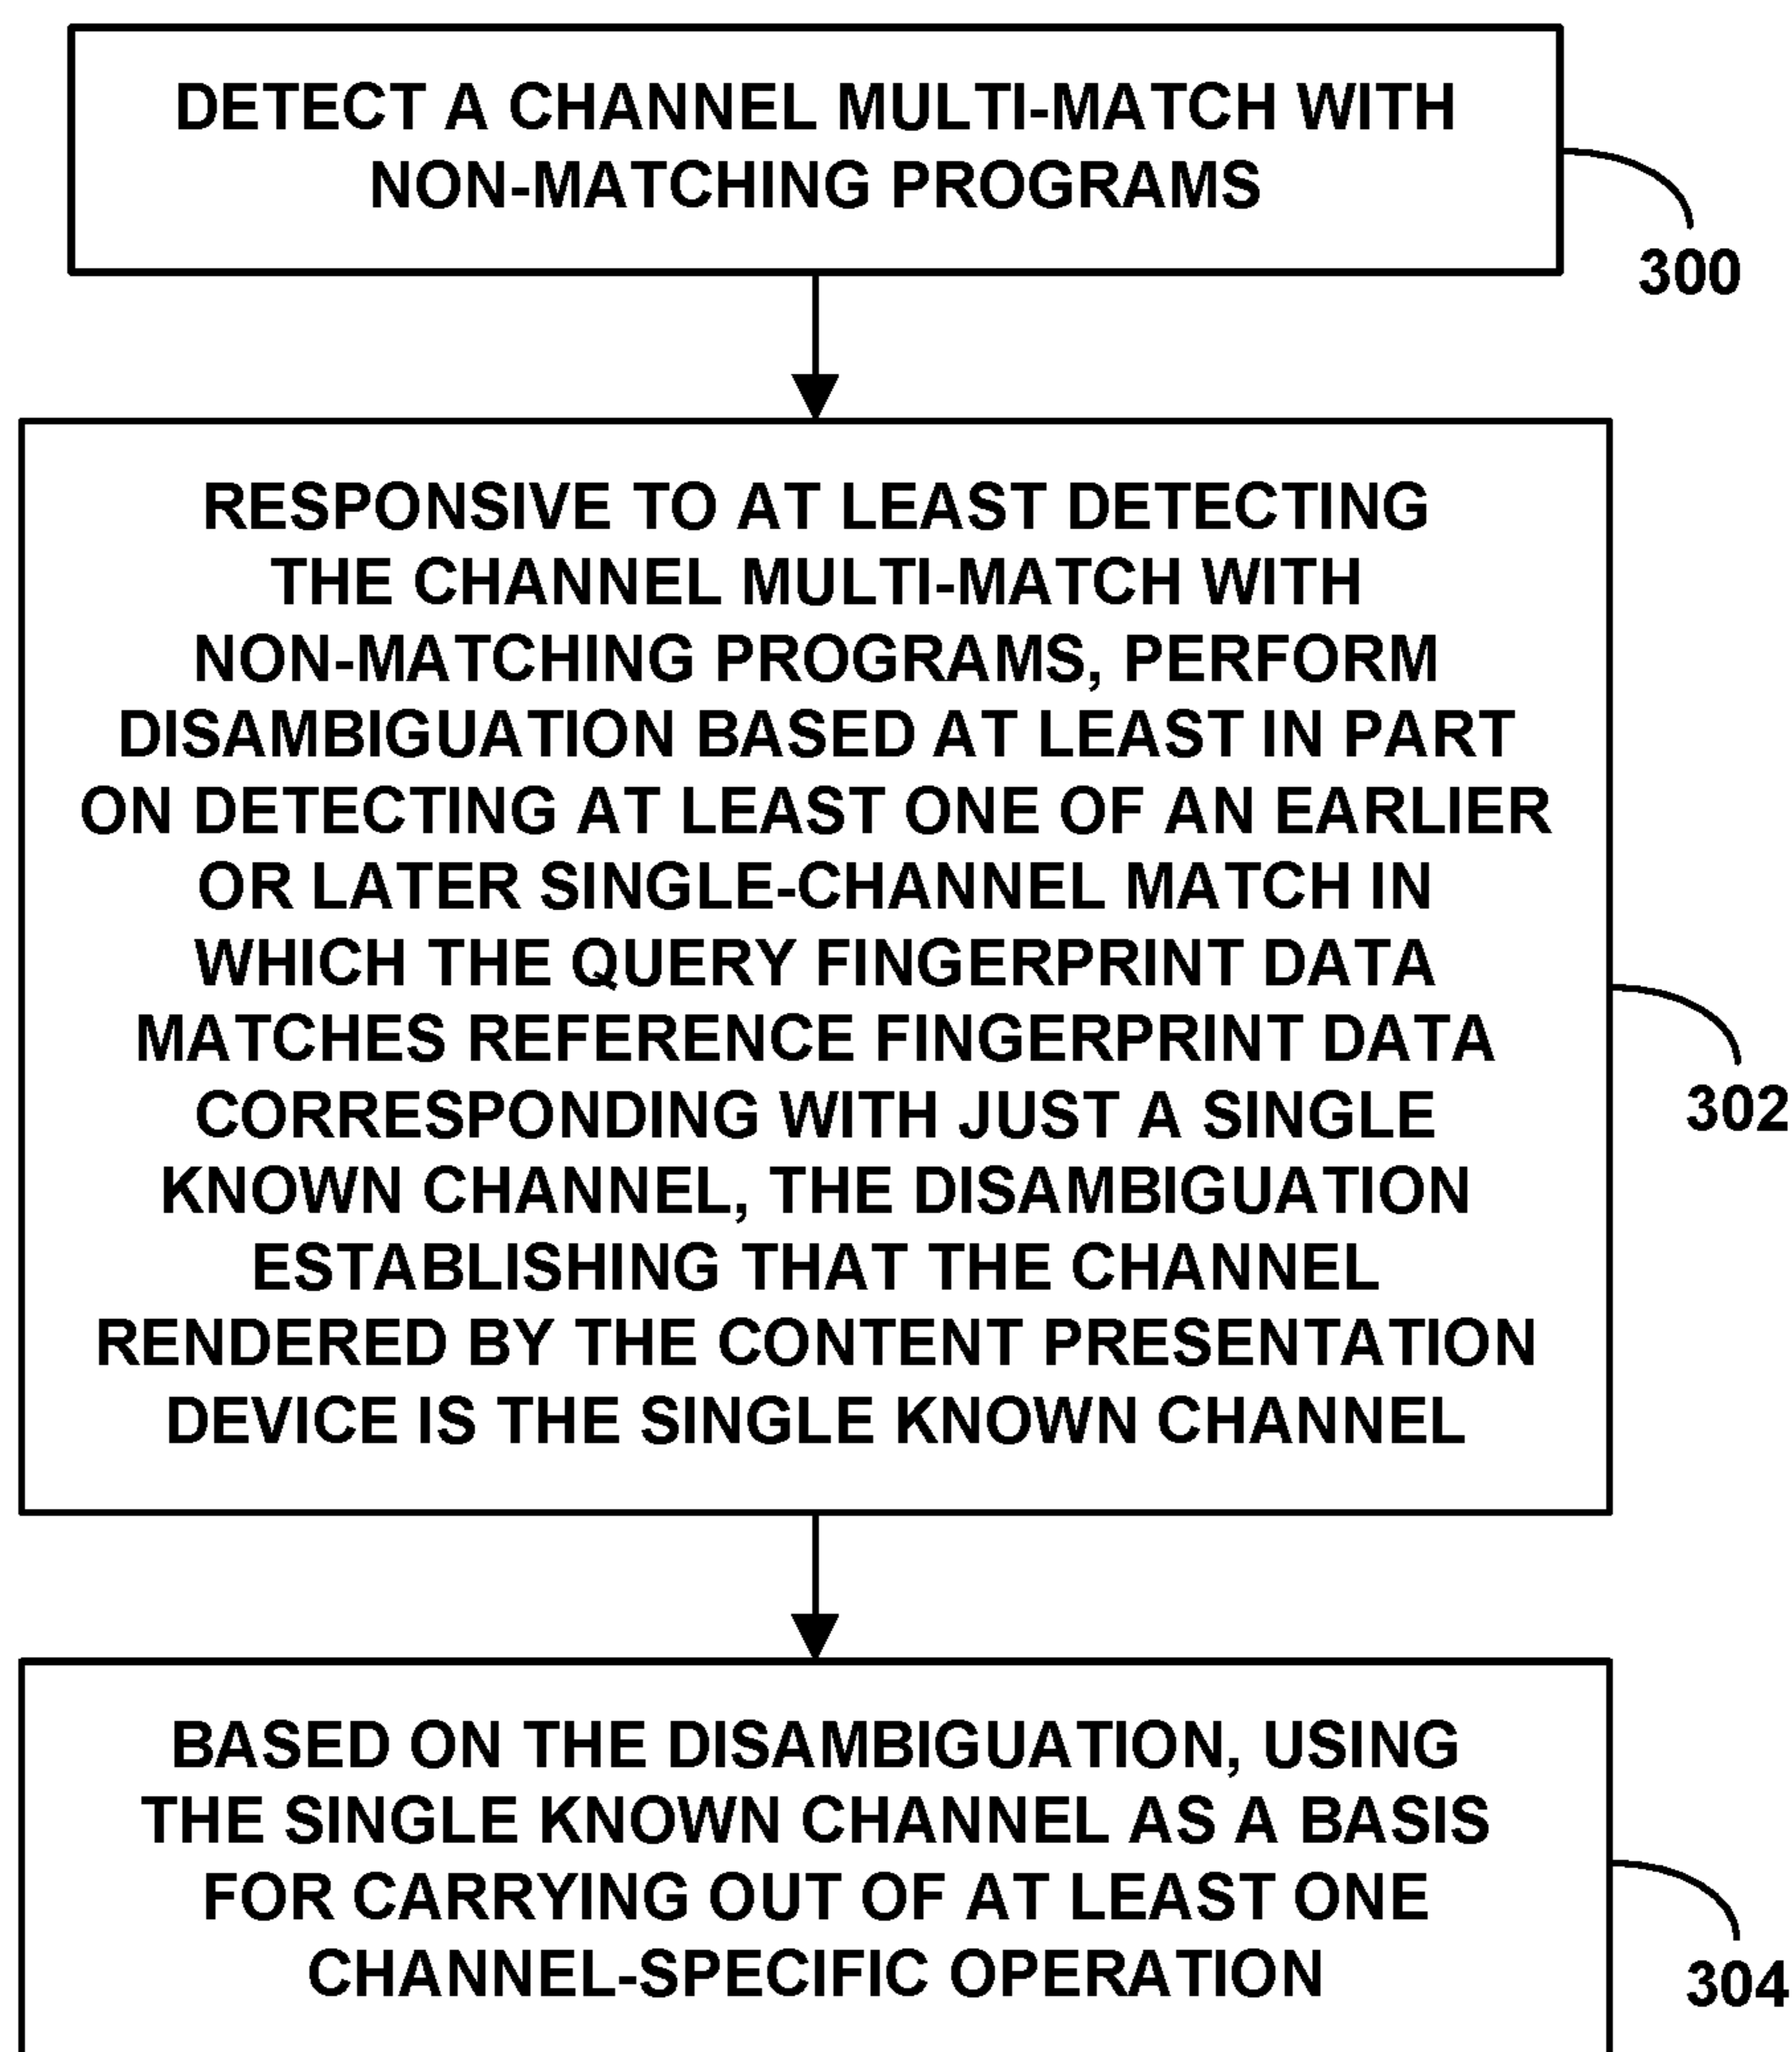 DETECT A CHANNEL MULTI-MATCH WITH
NON-MATCHING PROGRAMS
300
RESPONSIVE TO AT LEAST DETECTING
THE CHANNEL MULTI-MATCH WITH
NON-MATCHING PROGRAMS, PERFORM
DISAMBIGUATION BASED AT LEAST IN PART
ON DETECTING AT LEAST ONE OF AN EARLIER
OR LATER SINGLE-CHANNEL MATCH IN
WHICH THE QUERY FINGERPRINT DATA
MATCHES REFERENCE FINGERPRINT DATA
CORRESPONDING WITH JUST A SINGLE
KNOWN CHANNEL, THE DISAMBIGUATION
ESTABLISHING THAT THE CHANNEL
RENDERED BY THE CONTENT PRESENTATION
DEVICE IS THE SINGLE KNOWN CHANNEL
302
BASED ON THE DISAMBIGUATION, USING
THE SINGLE KNOWN CHANNEL AS A BASIS
FOR CARRYING OUT OF AT LEAST ONE
CHANNEL-SPECIFIC OPERATION
304